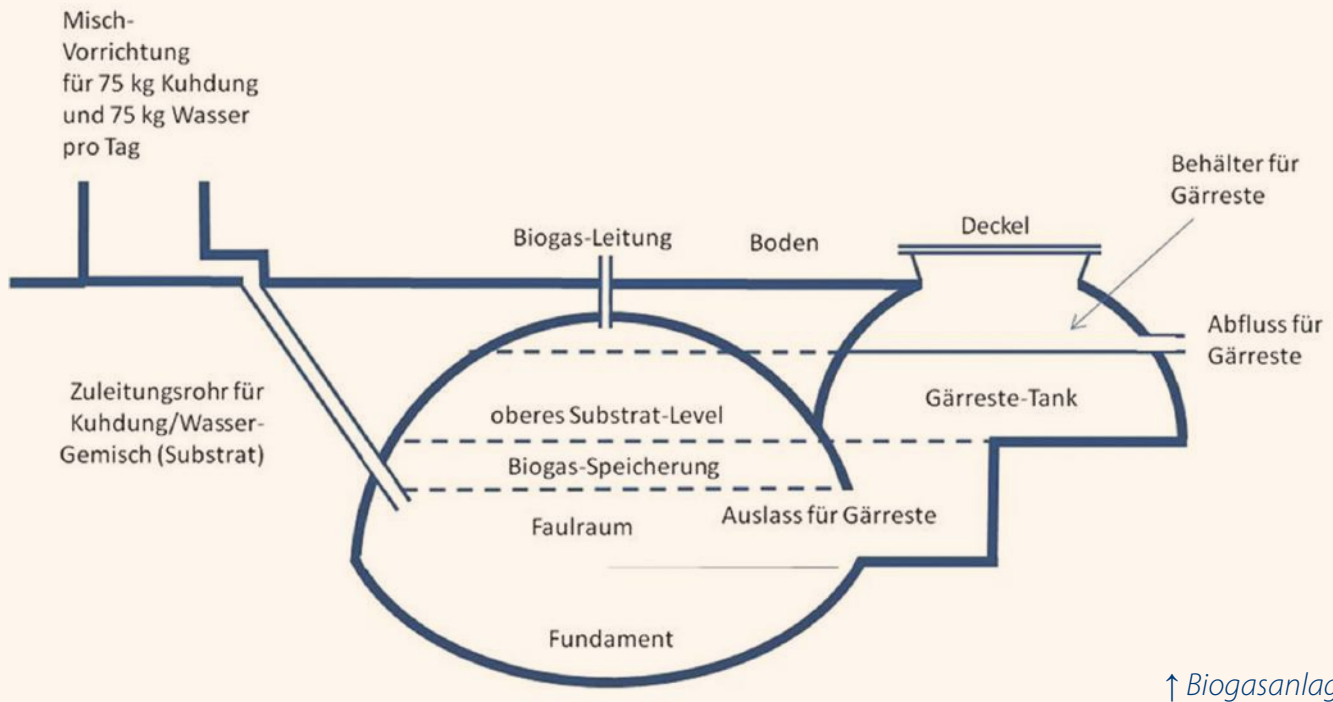 Misch-
Vorrichtung
für 75 kg Kuhdung
und 75 kg Wasser
pro Tag
Behälter für
Gärreste
Deckel
Biogas-Leitung
Boden
Abfluss für
Gärreste
Zuleitungsrohr für
Kuhdung/Wasser-
Gemisch (Substrat)
Gärreste-Tank
oberes Substrat-Level
Biogas-Speicherung
Auslass für Gärreste
Faulraum
Fundament
↑ Biogasanlag